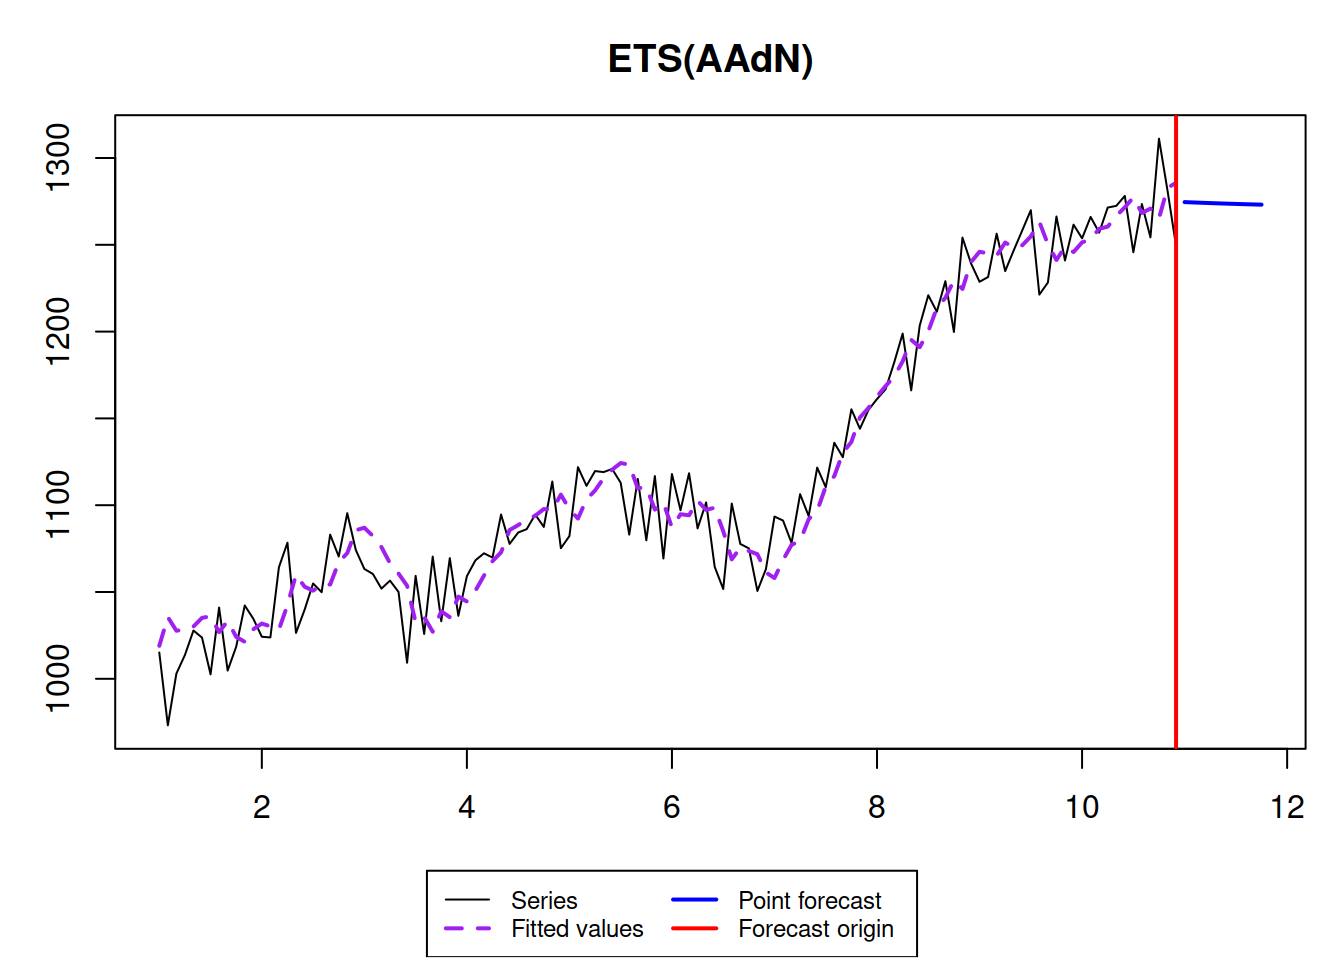 ETS(AAdN)
1300
1200
1100
1000
2 4 6 8 10 12
Series Point forecast
Fitted values Forecast origin